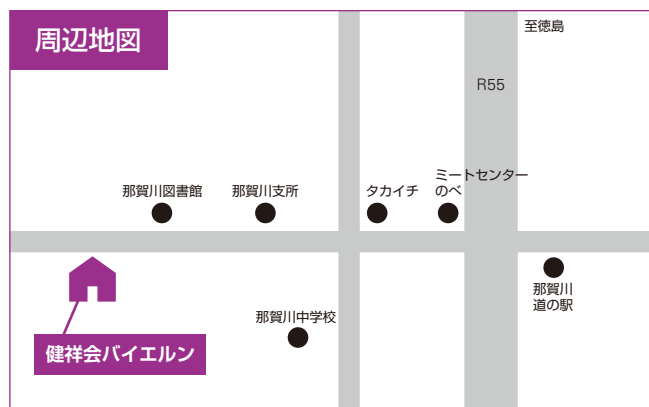 周辺地図
至徳島
R55
那賀川図書館
那賀川支所
タカイチ
ミートセンター
のべ
那賀川
道の駅
那賀川中学校
健祥会バイエルン